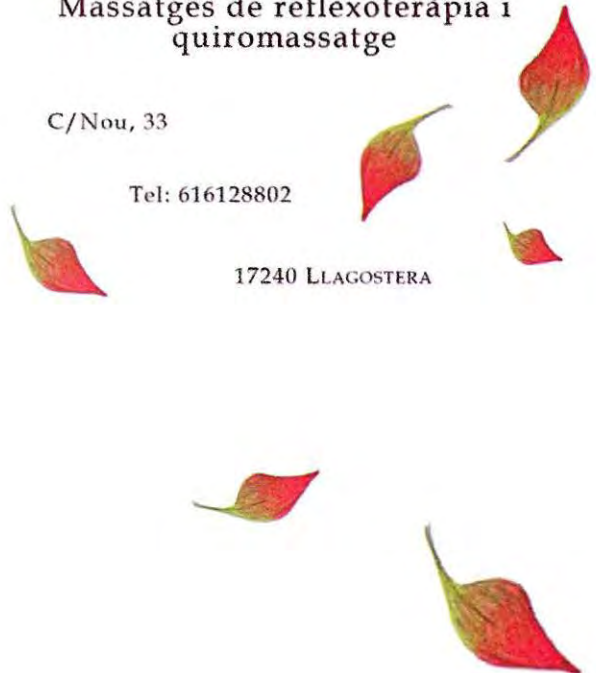 Massatges de reflexoteràpia i
quiromassatge
C/Nou, 33
Tel: 616128802
17240 LLAGOSTERA